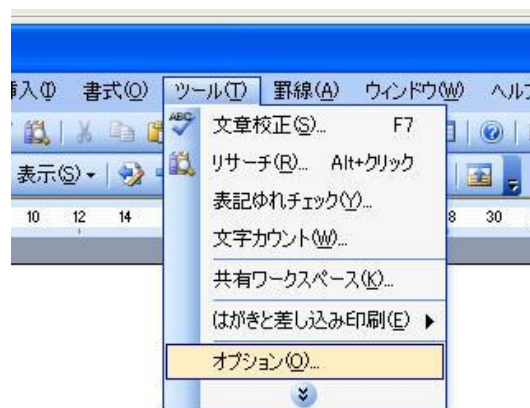 挿入(I) 書式(O) ツール(T) 罫線(A) ウィンドウ(W) ヘル
ABC 文章校正(S)... F7
リサーチ(R)... Alt+クリック
表示(S)
表記ゆれチェック(Y)...
10 12 14 8 30
文字カウント(W)...
共有ワークスペース(K)...
はがきと差し込み印刷(E)
オプション(O)...